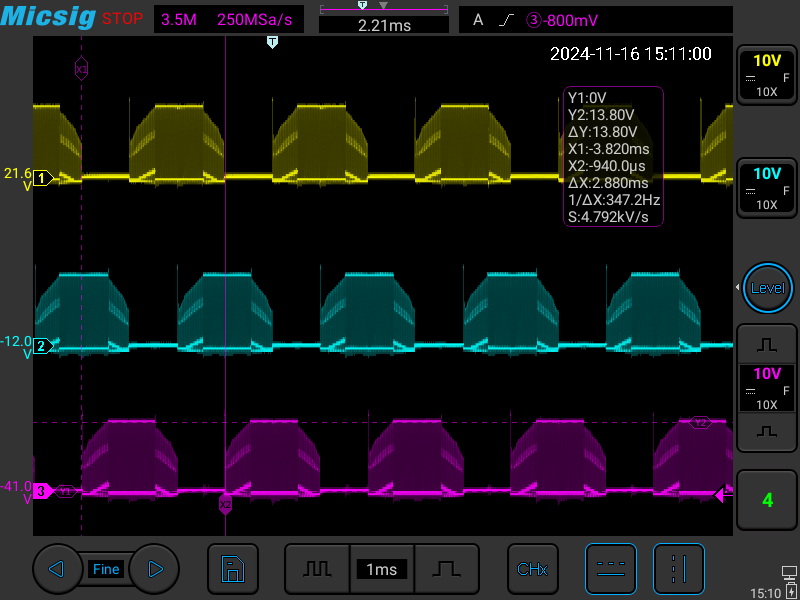 Micsig STOP 3.5M 250MSa/s T 2.21ms A ③-800mV
T
2024-11-16 15:11:00
X1
10V
F
10X
Y1:0V
Y2:13.80V
ΔY:13.80V
X1:-3.820ms
X2:-940.0μs
ΔX:2.880ms
1/ΔX:347.2Hz
S:4.792kV/s
21.6
V
1
10V
F
10X
Level
-12.0
V
2
10V
F
10X
Y2
-41.0
V
3 Y1
X2
4
Fine
1ms
CHx
15:10